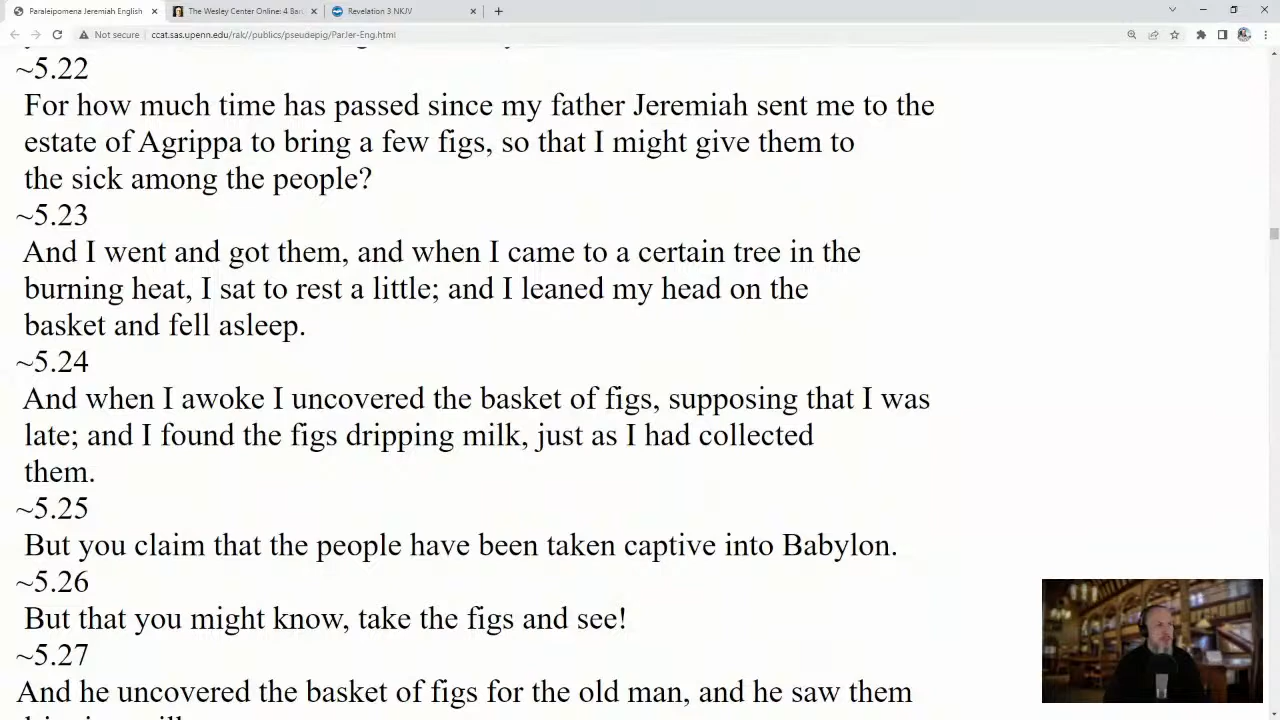 Paraleipomena Jeremiah English
The Wesley Center Online: 4 Bar
Revelation 3 NKJV
Not secure
ccat.sas.upenn.edu/rak//publics/pseudepig/ParJer-Eng.html
~5.22
For how much time has passed since my father Jeremiah sent me to the
estate of Agrippa to bring a few figs, so that I might give them to
the sick among the people?
~5.23
And I went and got them, and when I came to a certain tree in the
burning heat, I sat to rest a little; and I leaned my head on the
basket and fell asleep.
~5.24
And when I awoke I uncovered the basket of figs, supposing that I was
late; and I found the figs dripping milk, just as I had collected
them.
~5.25
But you claim that the people have been taken captive into Babylon.
~5.26
But that you might know, take the figs and see!
~5.27
And he uncovered the basket of figs for the old man, and he saw them